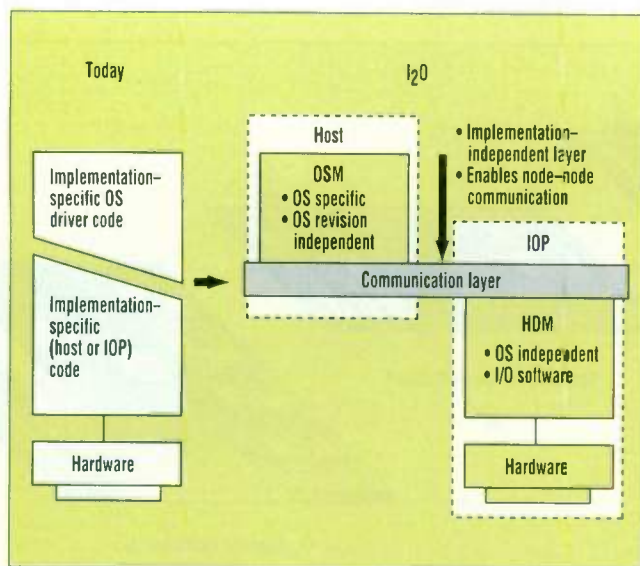 Today
I₂O
Implementation–
specific OS
driver code
Implementation–
specific
(host or IOP)
code
Hardware
Host
OSM
• OS specific
• OS revision
independent
• Implementation–
independent layer
• Enables node–node
communication
IOP
Communication layer
HDM
• OS independent
• I/O software
Hardware